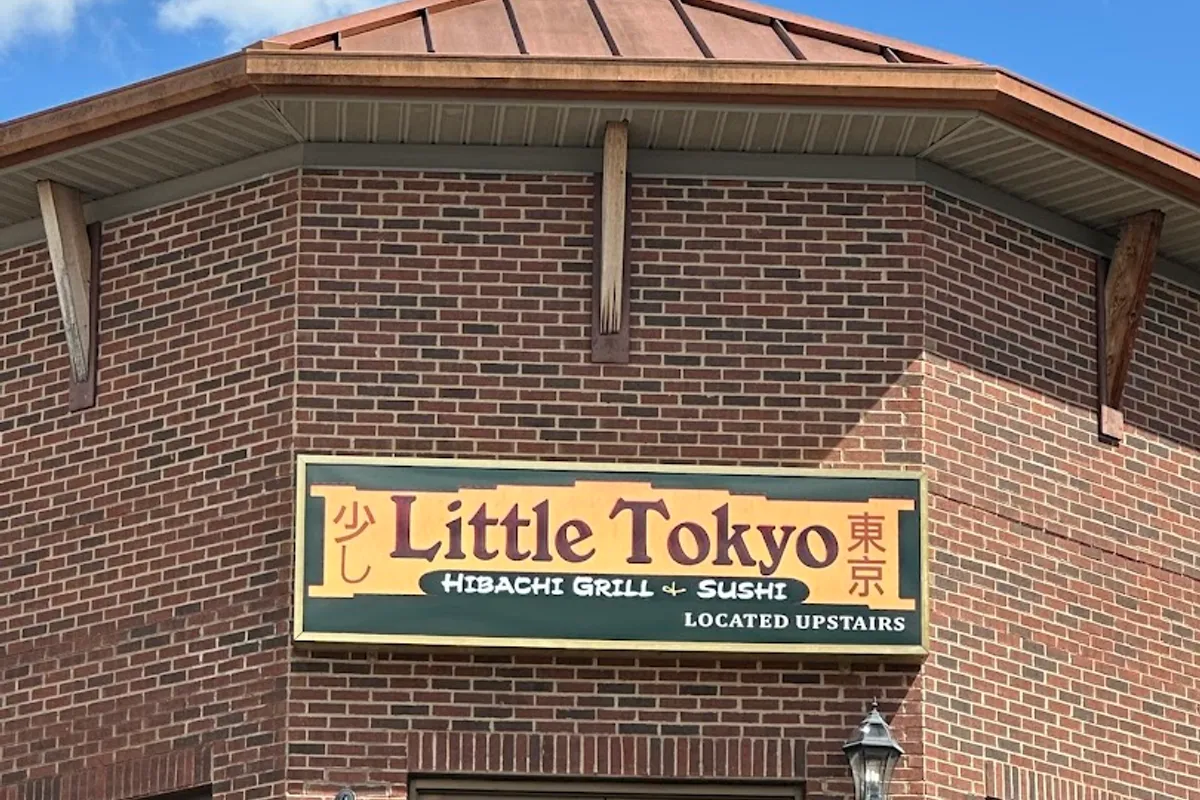 少し
Little Tokyo
東京
HIBACHI GRILL & SUSHI
LOCATED UPSTAIRS